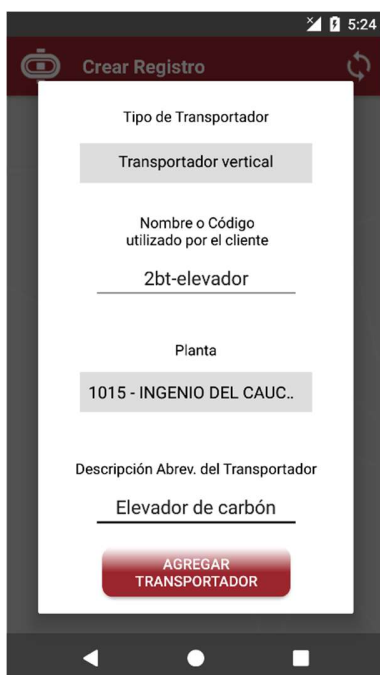 5:24
Crear Registro
Tipo de Transportador
Transportador vertical
Nombre o Código
utilizado por el cliente
2bt-elevador
Planta
1015 - INGENIO DEL CAUC..
Descripción Abrev. del Transportador
Elevador de carbón
AGREGAR
TRANSPORTADOR